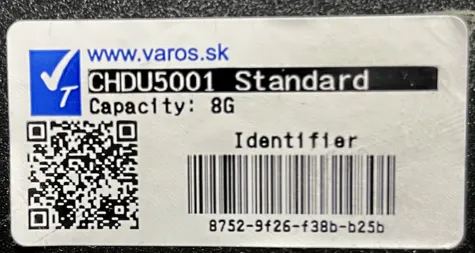 T
www.varos.sk
CHDU5001 Standard
Capacity: 8G
Identifier
8752-9f26-f38b-b25b